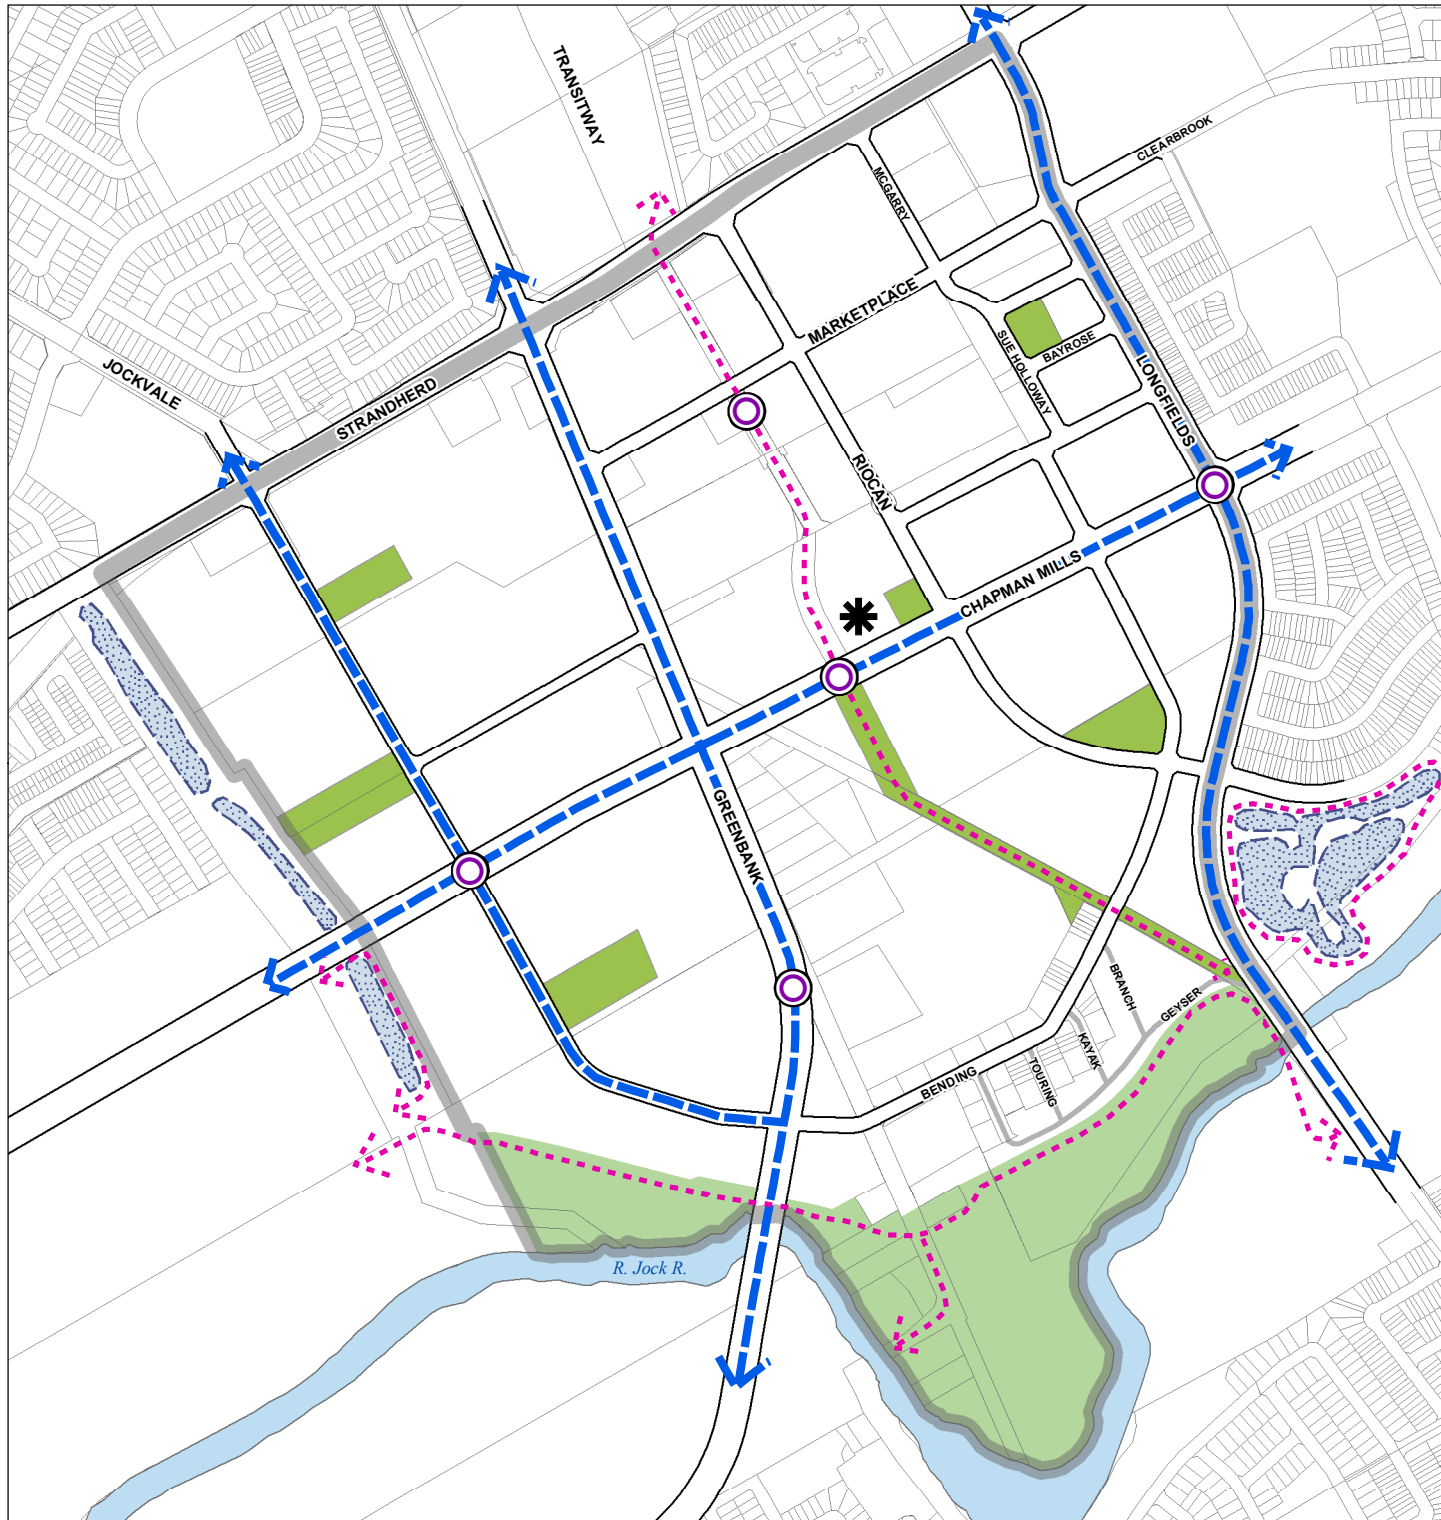 TRANSITWAY
CLEARBROOK
MCGARRY
MARKETPLACE
SUE HOLLOWAY
BAYROSE
JOCKVALE
STRANDHERD
LONGFIELDS
RIOCAN
CHAPMAN MILLS
GREENBANK
BRANCH
GEYSER
KAYAK
TOURING
BENDING
R. Jock R.